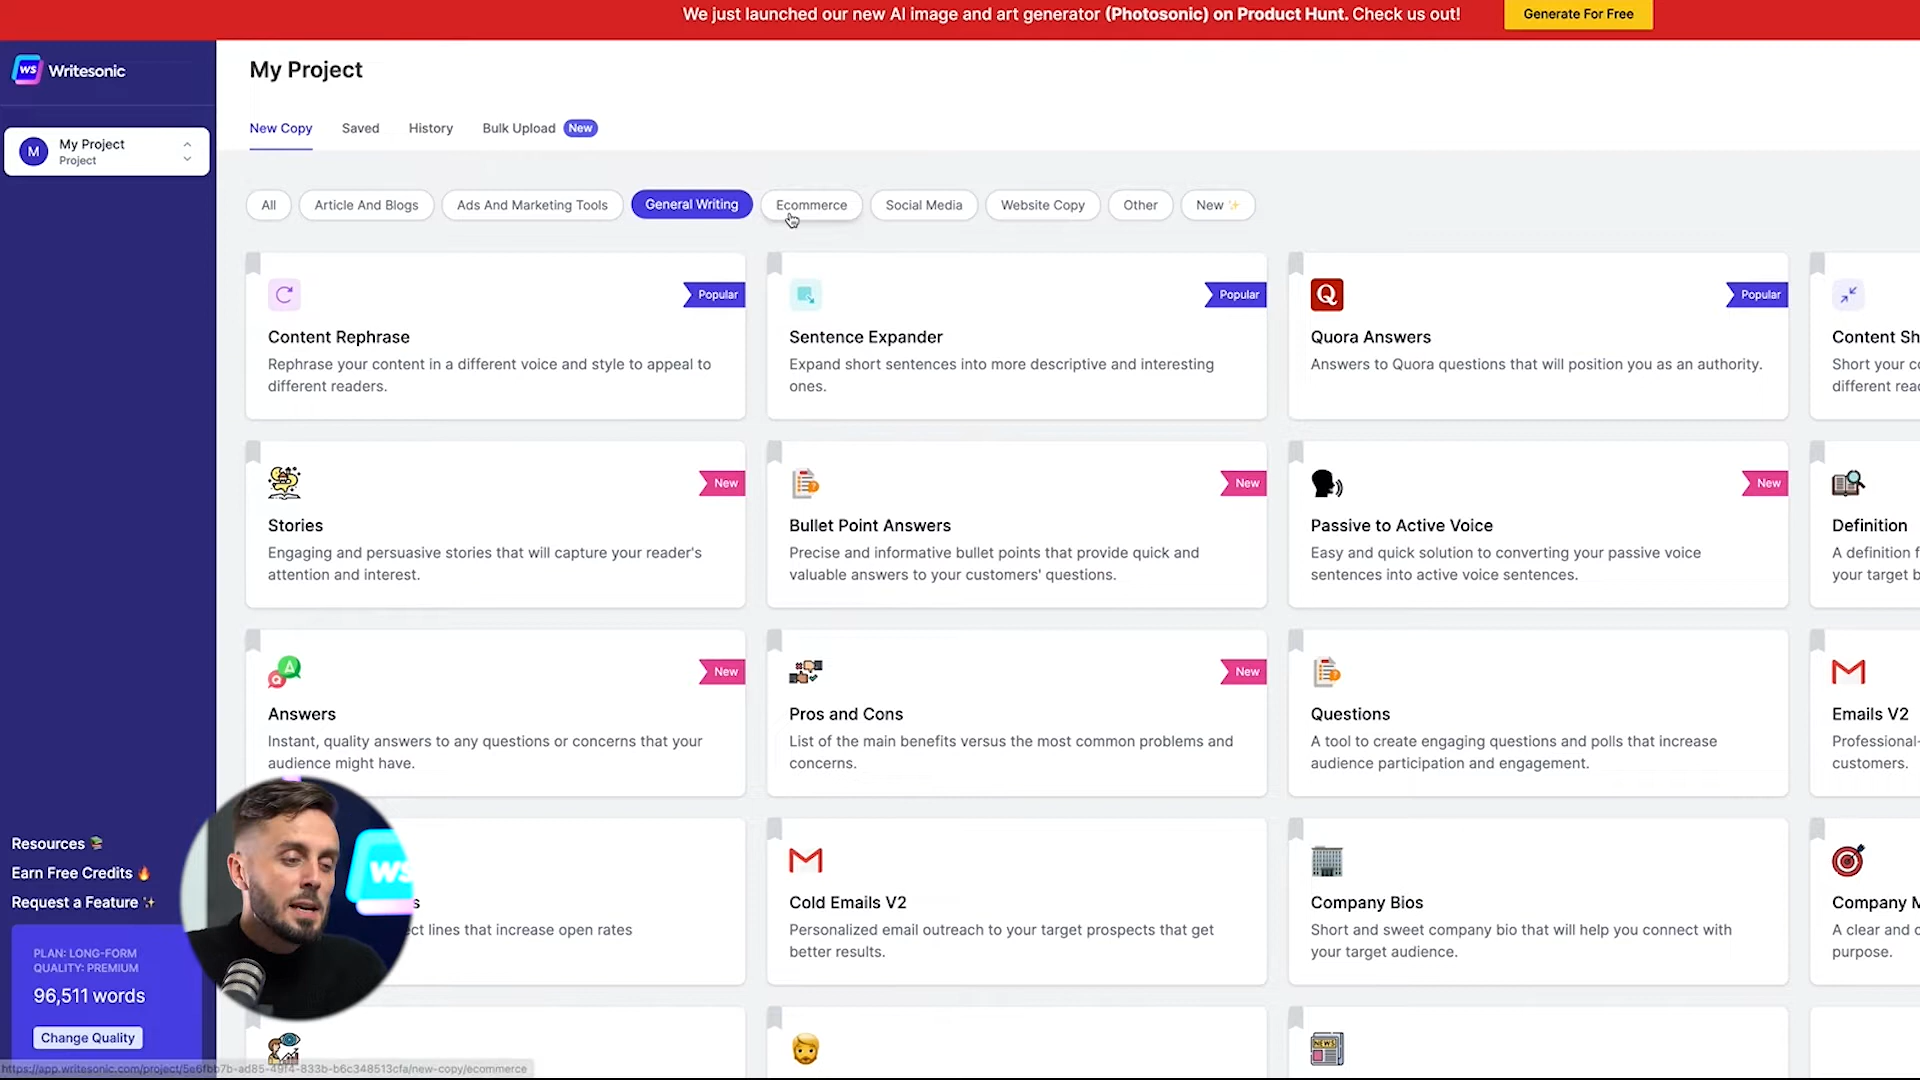 We just launched our new AI image and art generator (Photosonic) on Product Hunt. Check us out!
Generate For Free
WS Writesonic
My Project
M
My Project
Project
New Copy
Saved
History
Bulk Upload
New
All
Article And Blogs
Ads And Marketing Tools
General Writing
Ecommerce
Social Media
Website Copy
Other
New
Popular
Content Rephrase
Rephrase your content in a different voice and style to appeal to
different readers.
Popular
Sentence Expander
Expand short sentences into more descriptive and interesting
ones.
Q
Popular
Quora Answers
Answers to Quora questions that will position you as an authority.
Content Sh
Short your co
different read
New
Stories
Engaging and persuasive stories that will capture your reader's
attention and interest.
New
Bullet Point Answers
Precise and informative bullet points that provide quick and
valuable answers to your customers' questions.
New
Passive to Active Voice
Easy and quick solution to converting your passive voice
sentences into active voice sentences.
Definition
A definition f
your target b
Q A
New
Answers
Instant, quality answers to any questions or concerns that your
audience might have.
New
Pros and Cons
List of the main benefits versus the most common problems and
concerns.
Questions
A tool to create engaging questions and polls that increase
audience participation and engagement.
Emails V2
Professional-
customers.
s
ct lines that increase open rates
Cold Emails V2
Personalized email outreach to your target prospects that get
better results.
Company Bios
Short and sweet company bio that will help you connect with
your target audience.
Company M
A clear and c
purpose.
NEWS
Resources
Earn Free Credits
Request a Feature
WS
PLAN: LONG-FORM
QUALITY: PREMIUM
96,511 words
Change Quality
https://app.writesonic.com/project/5e6fbb7b-ad85-49f4-833b-b6c348513cfa/new-copy/ecommerce